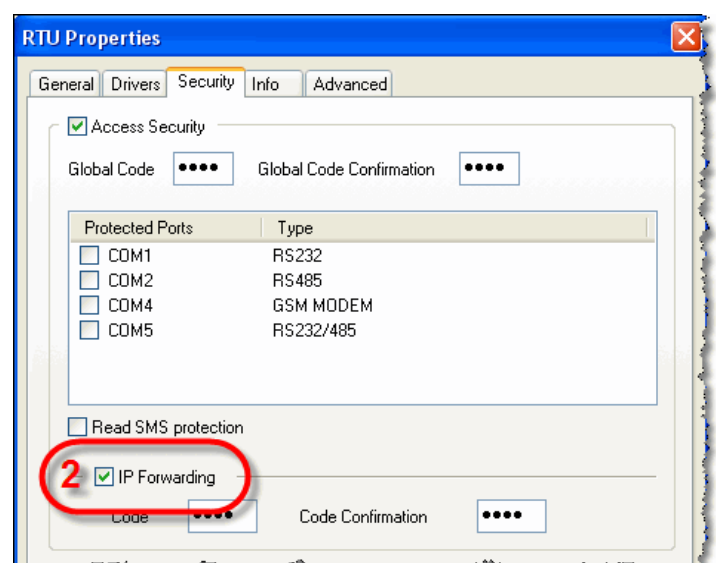 RTU Properties
General Drivers Security Info Advanced
Access Security
Global Code •••• Global Code Confirmation ••••
Protected Ports Type
COM1 RS232
COM2 RS485
COM4 GSM MODEM
COM5 RS232/485
Read SMS protection
2 IP Forwarding
Code •••• Code Confirmation ••••